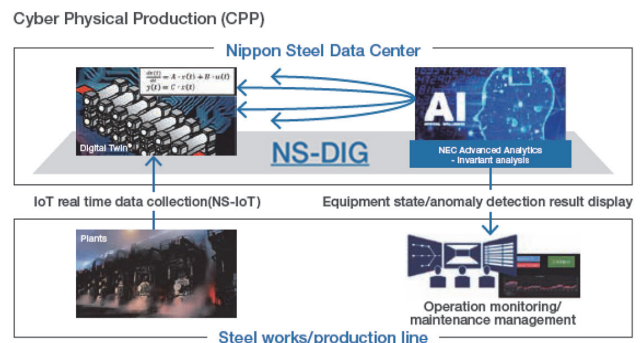 Cyber Physical Production (CPP)
Nippon Steel Data Center
Digital Twin
AI
NS-DIG
NEC Advanced Analytics
- Invariant analysis
IoT real time data collection(NS-IoT)
Equipment state/anomaly detection result display
Plants
Operation monitoring/
maintenance management
Steel works/production line